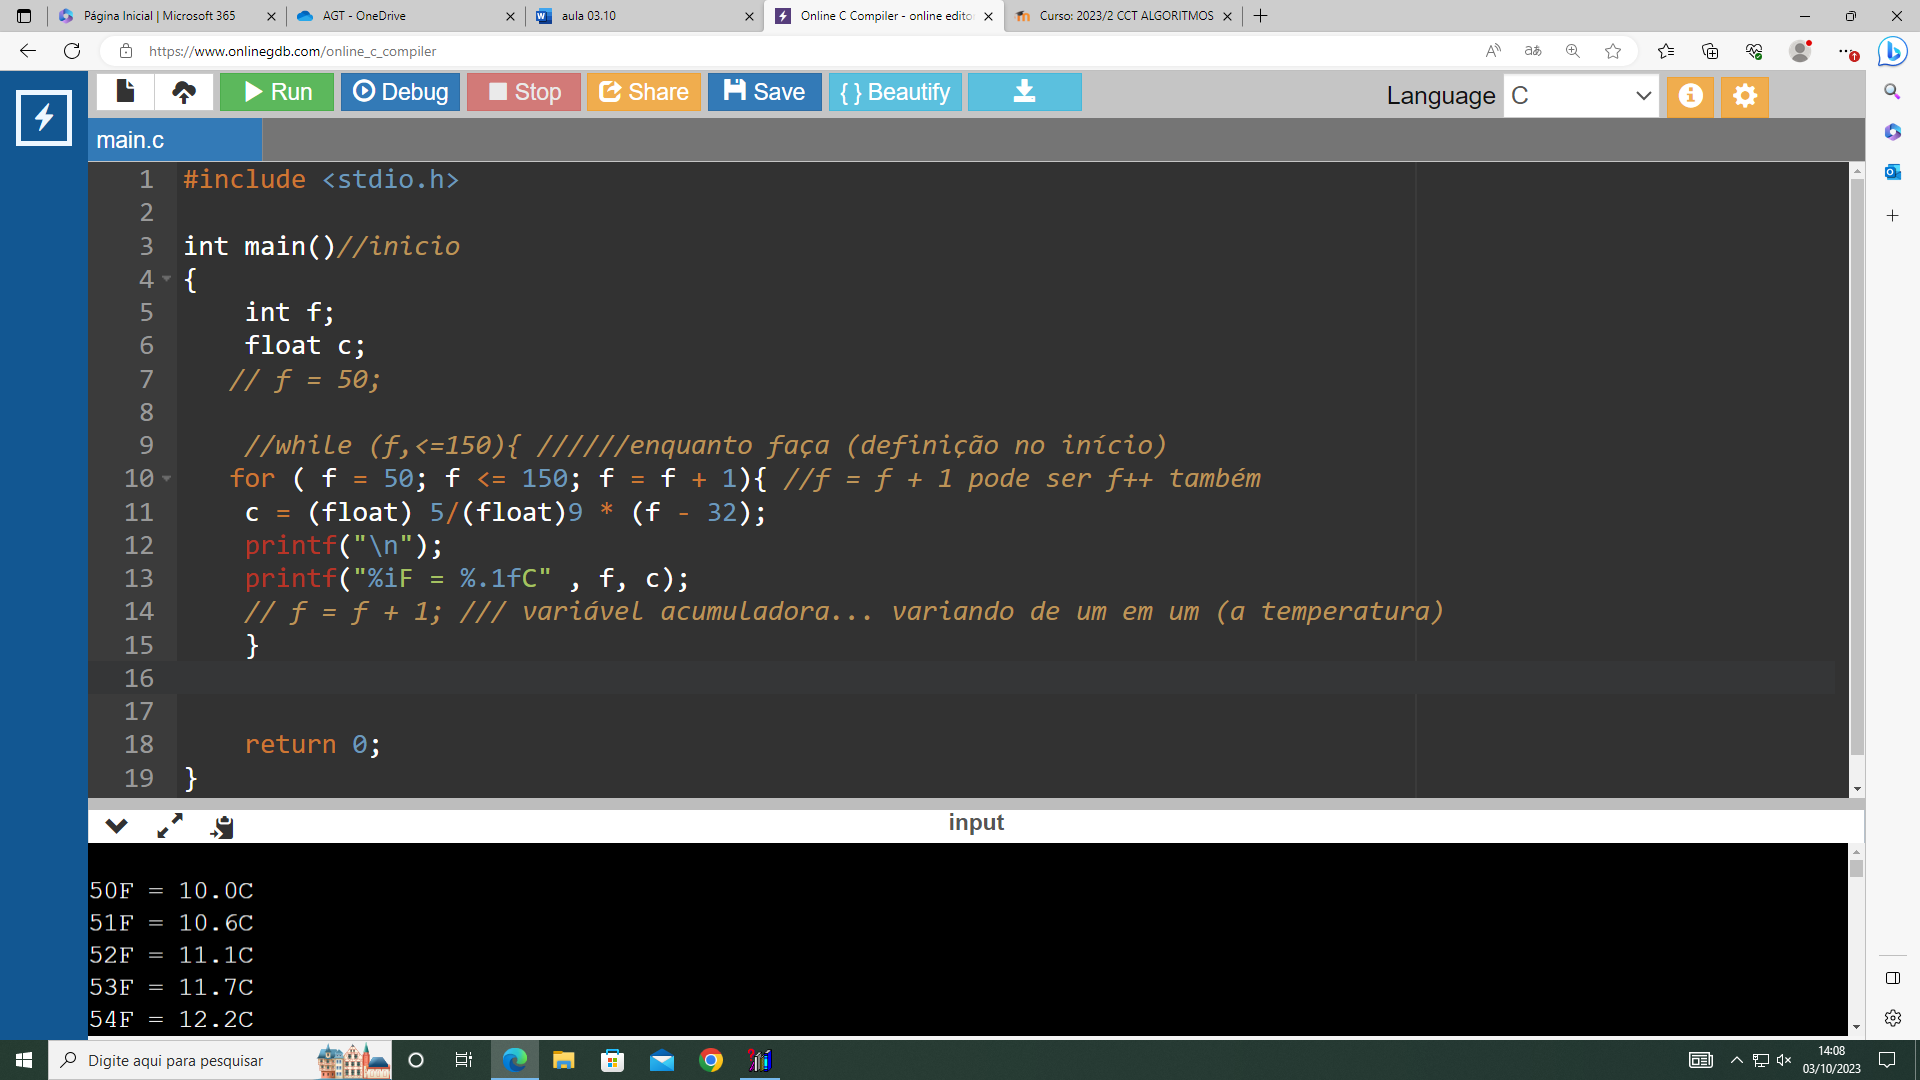 Página Inicial | Microsoft 365
AGT - OneDrive
aula 03.10
Online C Compiler - online edito
Curso: 2023/2 CCT ALGORITMOS
https://www.onlinegdb.com/online_c_compiler
Run
Debug
Stop
Share
Save
{ } Beautify
Language
C
main.c
1 #include <stdio.h>
2
3 int main()//inicio
4 {
5 int f;
6 float c;
7 // f = 50;
8
9 //while (f,<=150){ //////enquanto faça (definição no início)
10 for ( f = 50; f <= 150; f = f + 1){ //f = f + 1 pode ser f++ também
11 c = (float) 5/(float)9 * (f - 32);
12 printf("\n");
13 printf("%iF = %.1fC" , f, c);
14 // f = f + 1; /// variável acumuladora... variando de um em um (a temperatura)
15 }
16
17
18 return 0;
19 }
input
50F = 10.0C
51F = 10.6C
52F = 11.1C
53F = 11.7C
54F = 12.2C
Digite aqui para pesquisar
14:08
03/10/2023